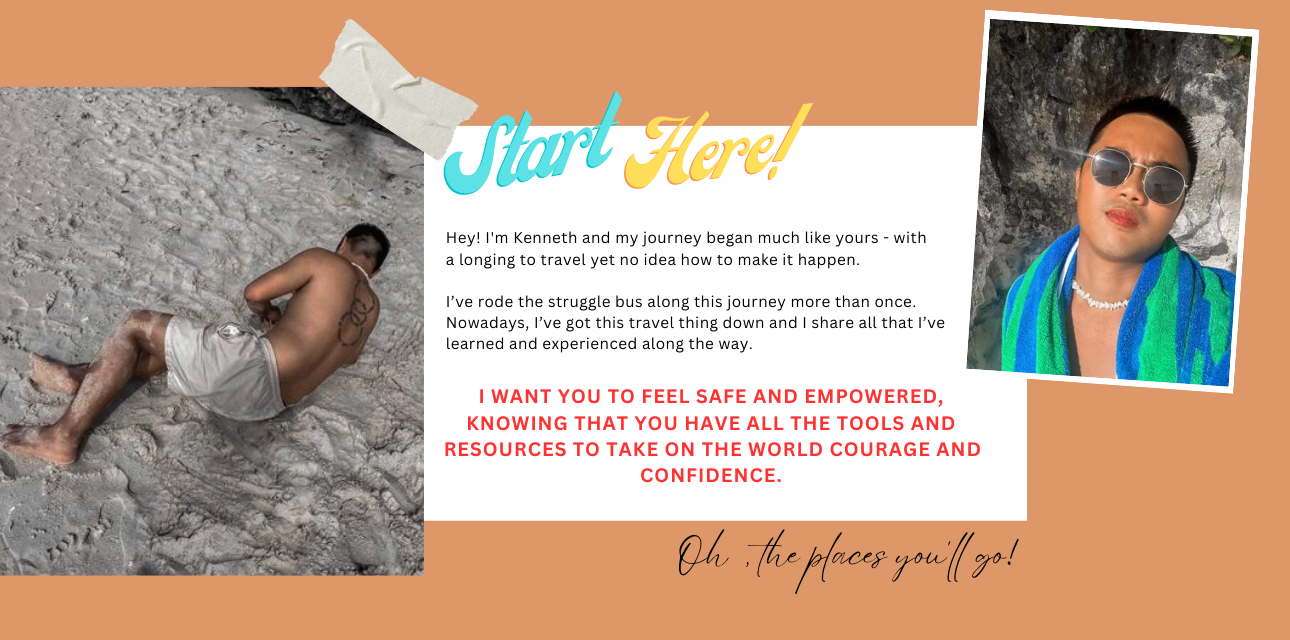 Start Here!
Hey! I'm Kenneth and my journey began much like yours - with
a longing to travel yet no idea how to make it happen.
I’ve rode the struggle bus along this journey more than once.
Nowadays, I’ve got this travel thing down and I share all that I’ve
learned and experienced along the way.
I WANT YOU TO FEEL SAFE AND EMPOWERED,
KNOWING THAT YOU HAVE ALL THE TOOLS AND
RESOURCES TO TAKE ON THE WORLD COURAGE AND
CONFIDENCE.
Oh , the places you'll go!